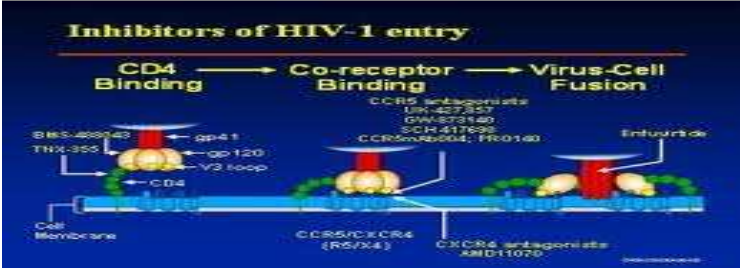 Inhibitors of HIV-1 entry
CD4 Binding
Co-receptor Binding
Virus-Cell Fusion
CCR5 antagonists
UK-427,857
GW-873140
SCH 417690
CCR5mAb004; PRO140
BMS-488043
TNX-355
gp41
gp120
V3 loop
CD4
Enfuvirtide
Cell
Membrane
CCR5/CXCR4
(R5/X4)
CXCR4 antagonists
AMD11070